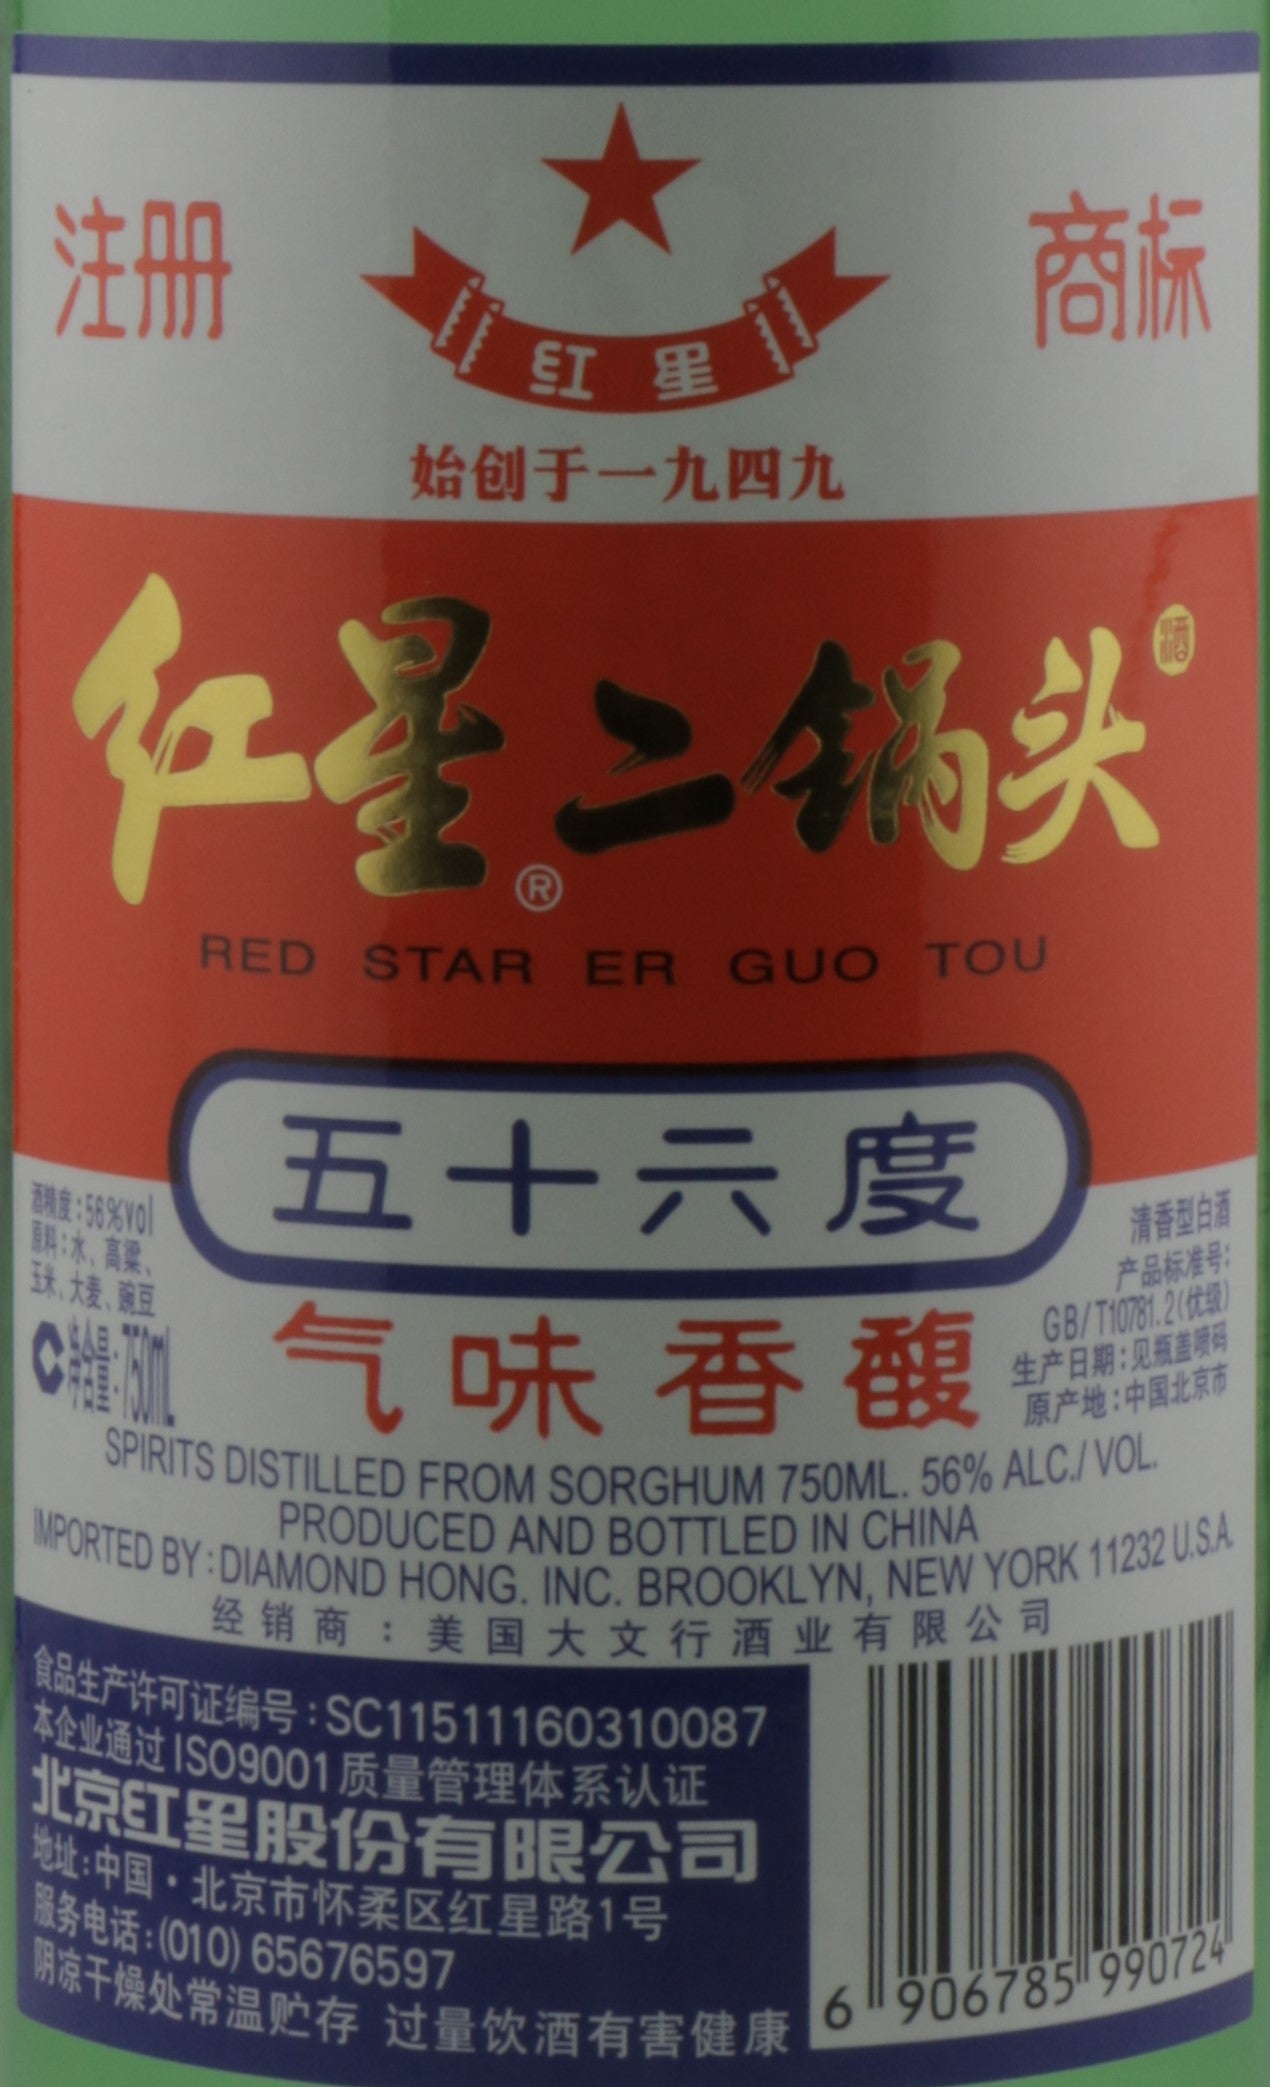 注册 商标
红星
始创于一九四九
红星二锅头酒
®
RED STAR ER GUO TOU
五十六度
酒精度:56%vol
原料:水、高粱、
玉米、大麦、豌豆
净含量:750mL
气味香馥
清香型白酒
产品标准号:
GB/T10781.2(优级)
生产日期:见瓶盖喷码
原产地:中国北京市
SPIRITS DISTILLED FROM SORGHUM 750ML. 56% ALC./ VOL.
PRODUCED AND BOTTLED IN CHINA
IMPORTED BY:DIAMOND HONG. INC. BROOKLYN, NEW YORK 11232 U.S.A.
经销商:美国大文行酒业有限公司
食品生产许可证编号:SC11511160310087
本企业通过ISO9001质量管理体系认证
北京红星股份有限公司
地址:中国·北京市怀柔区红星路1号
服务电话:(010) 65676597
阴凉干燥处常温贮存 过量饮酒有害健康
6 906785 990724